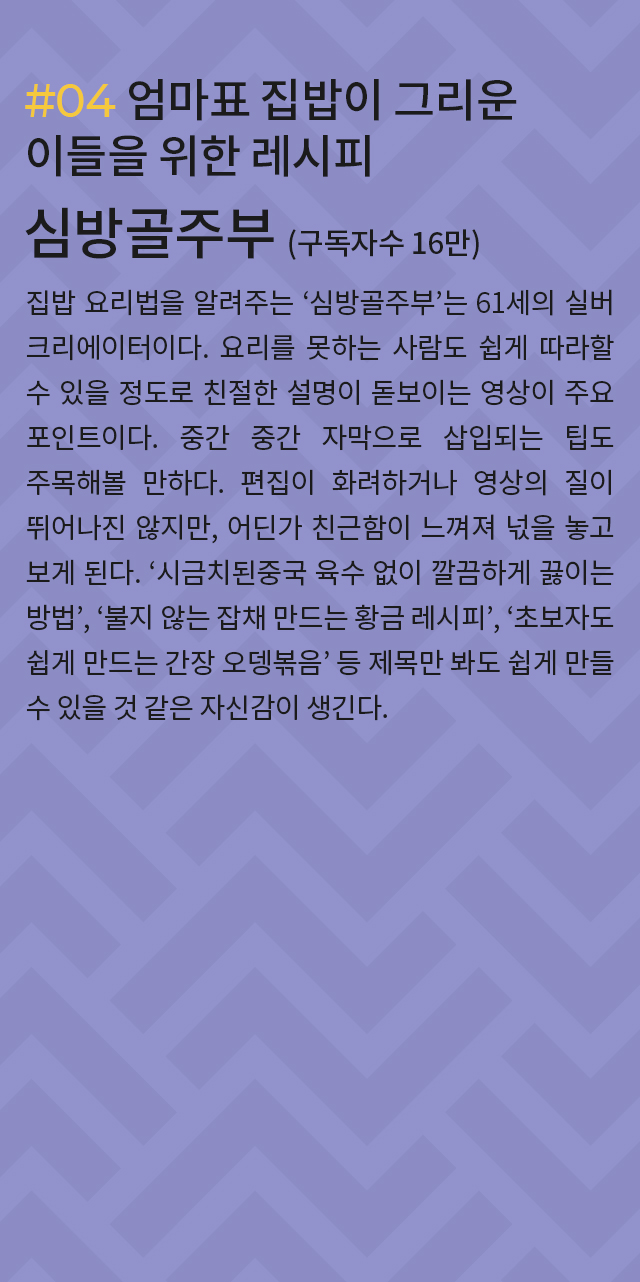 #04 엄마표 집밥이 그리운
이들을 위한 레시피
심방골주부 (구독자수 16만)
집밥 요리법을 알려주는 ‘심방골주부’는 61세의 실버
크리에이터이다. 요리를 못하는 사람도 쉽게 따라할
수 있을 정도로 친절한 설명이 돋보이는 영상이 주요
포인트이다. 중간 중간 자막으로 삽입되는 팁도
주목해볼 만하다. 편집이 화려하거나 영상의 질이
뛰어나진 않지만, 어딘가 친근함이 느껴져 넋을 놓고
보게 된다. ‘시금치된중국 육수 없이 깔끔하게 끓이는
방법’, ‘불지 않는 잡채 만드는 황금 레시피’, ‘초보자도
쉽게 만드는 간장 오뎅볶음’ 등 제목만 봐도 쉽게 만들
수 있을 것 같은 자신감이 생긴다.